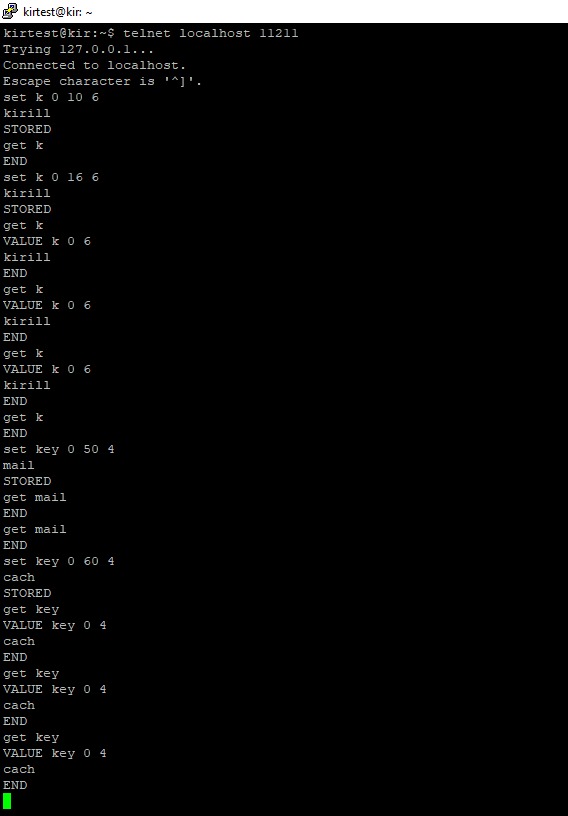 kirtest@kir: ~
kirtest@kir:~$ telnet localhost 11211
Trying 127.0.0.1...
Connected to localhost.
Escape character is '^]'.
set k 0 10 6
kirill
STORED
get k
END
set k 0 16 6
kirill
STORED
get k
VALUE k 0 6
kirill
END
get k
VALUE k 0 6
kirill
END
get k
VALUE k 0 6
kirill
END
get k
END
set key 0 50 4
mail
STORED
get mail
END
get mail
END
set key 0 60 4
cach
STORED
get key
VALUE key 0 4
cach
END
get key
VALUE key 0 4
cach
END
get key
VALUE key 0 4
cach
END